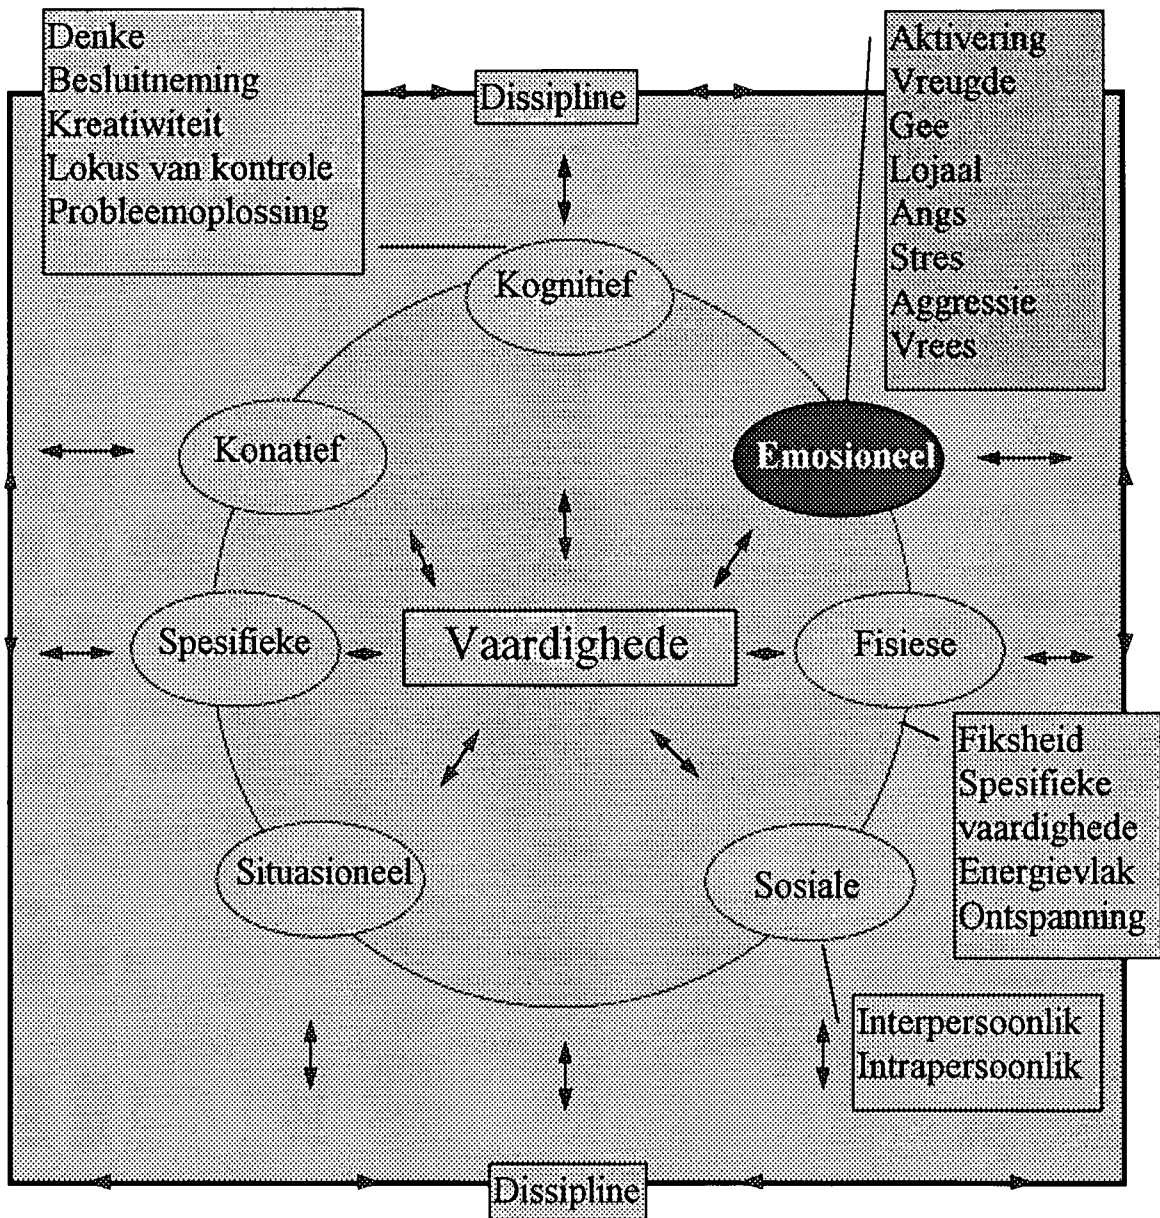 Denke
Besluitneming
Kreatiwiteit
Lokus van kontrole
Probleemoplossing
Dissipline
Aktivering
Vreugde
Gee
Lojaal
Angs
Stres
Aggressie
Vrees
Kognitief
Konatief
Emosioneel
Spesifieke
Vaardighede
Fisiese
Fiksheid
Spesifieke
vaardighede
Energievlak
Ontspanning
Situasioneel
Sosiale
Interpersoonlik
Intrapersoonlik
Dissipline